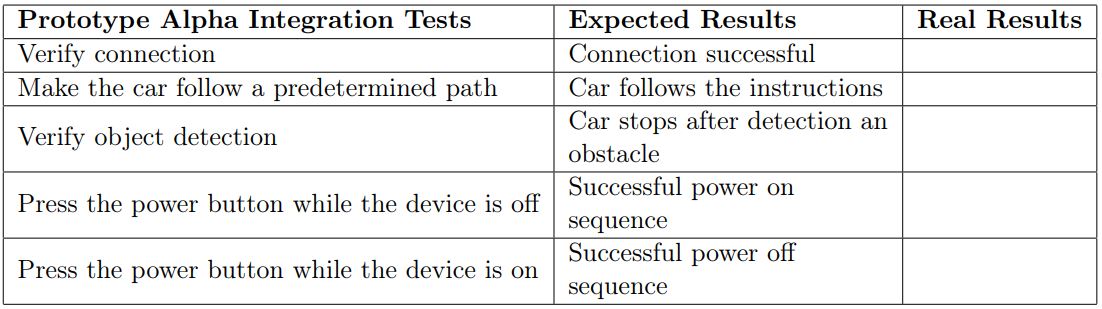 Prototype Alpha Integration Tests Expected Results Real Results
Verify connection Connection successful
Make the car follow a predetermined path Car follows the instructions
Verify object detection Car stops after detection an
obstacle
Press the power button while the device is off Successful power on
sequence
Press the power button while the device is on Successful power off
sequence